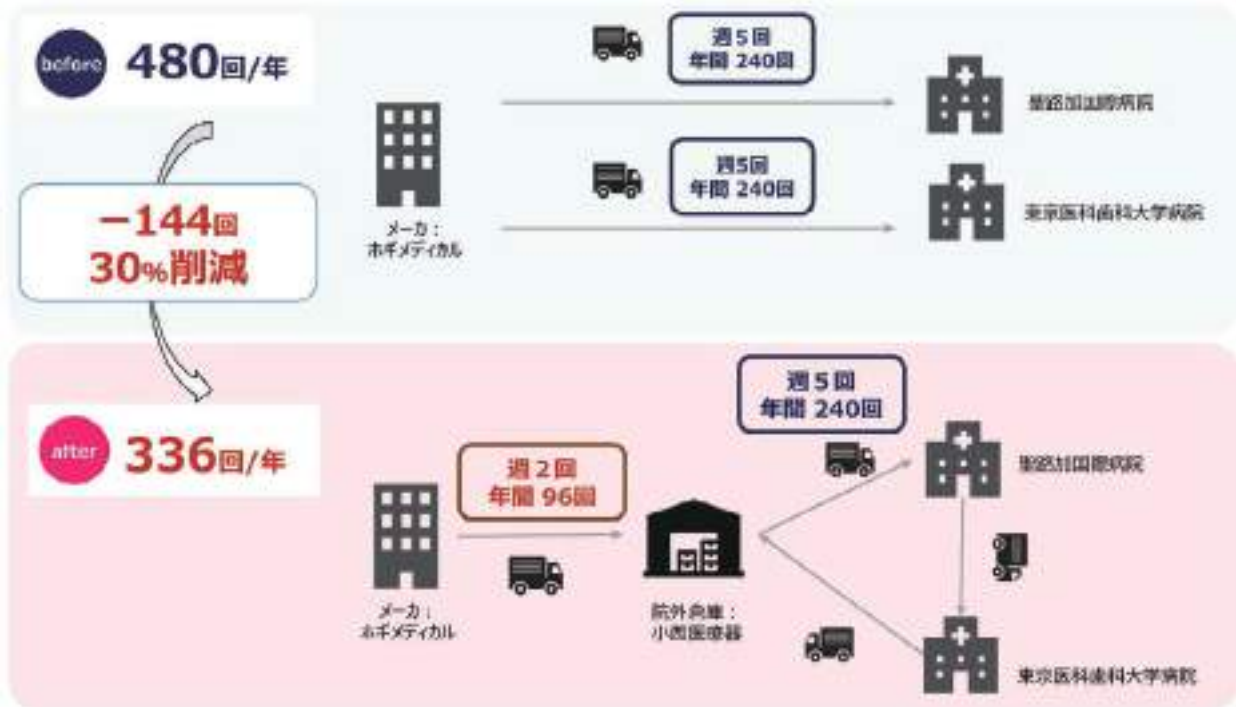 before
480回/年
週5回
年間 240回
聖路加国際病院
週5回
年間 240回
東京医科歯科大学病院
メーカ:
ホギメディカル
−144回
30%削減
after
336回/年
週5回
年間 240回
週2回
年間 96回
聖路加国際病院
メーカ:
ホギメディカル
院外倉庫:
小西医療器
東京医科歯科大学病院